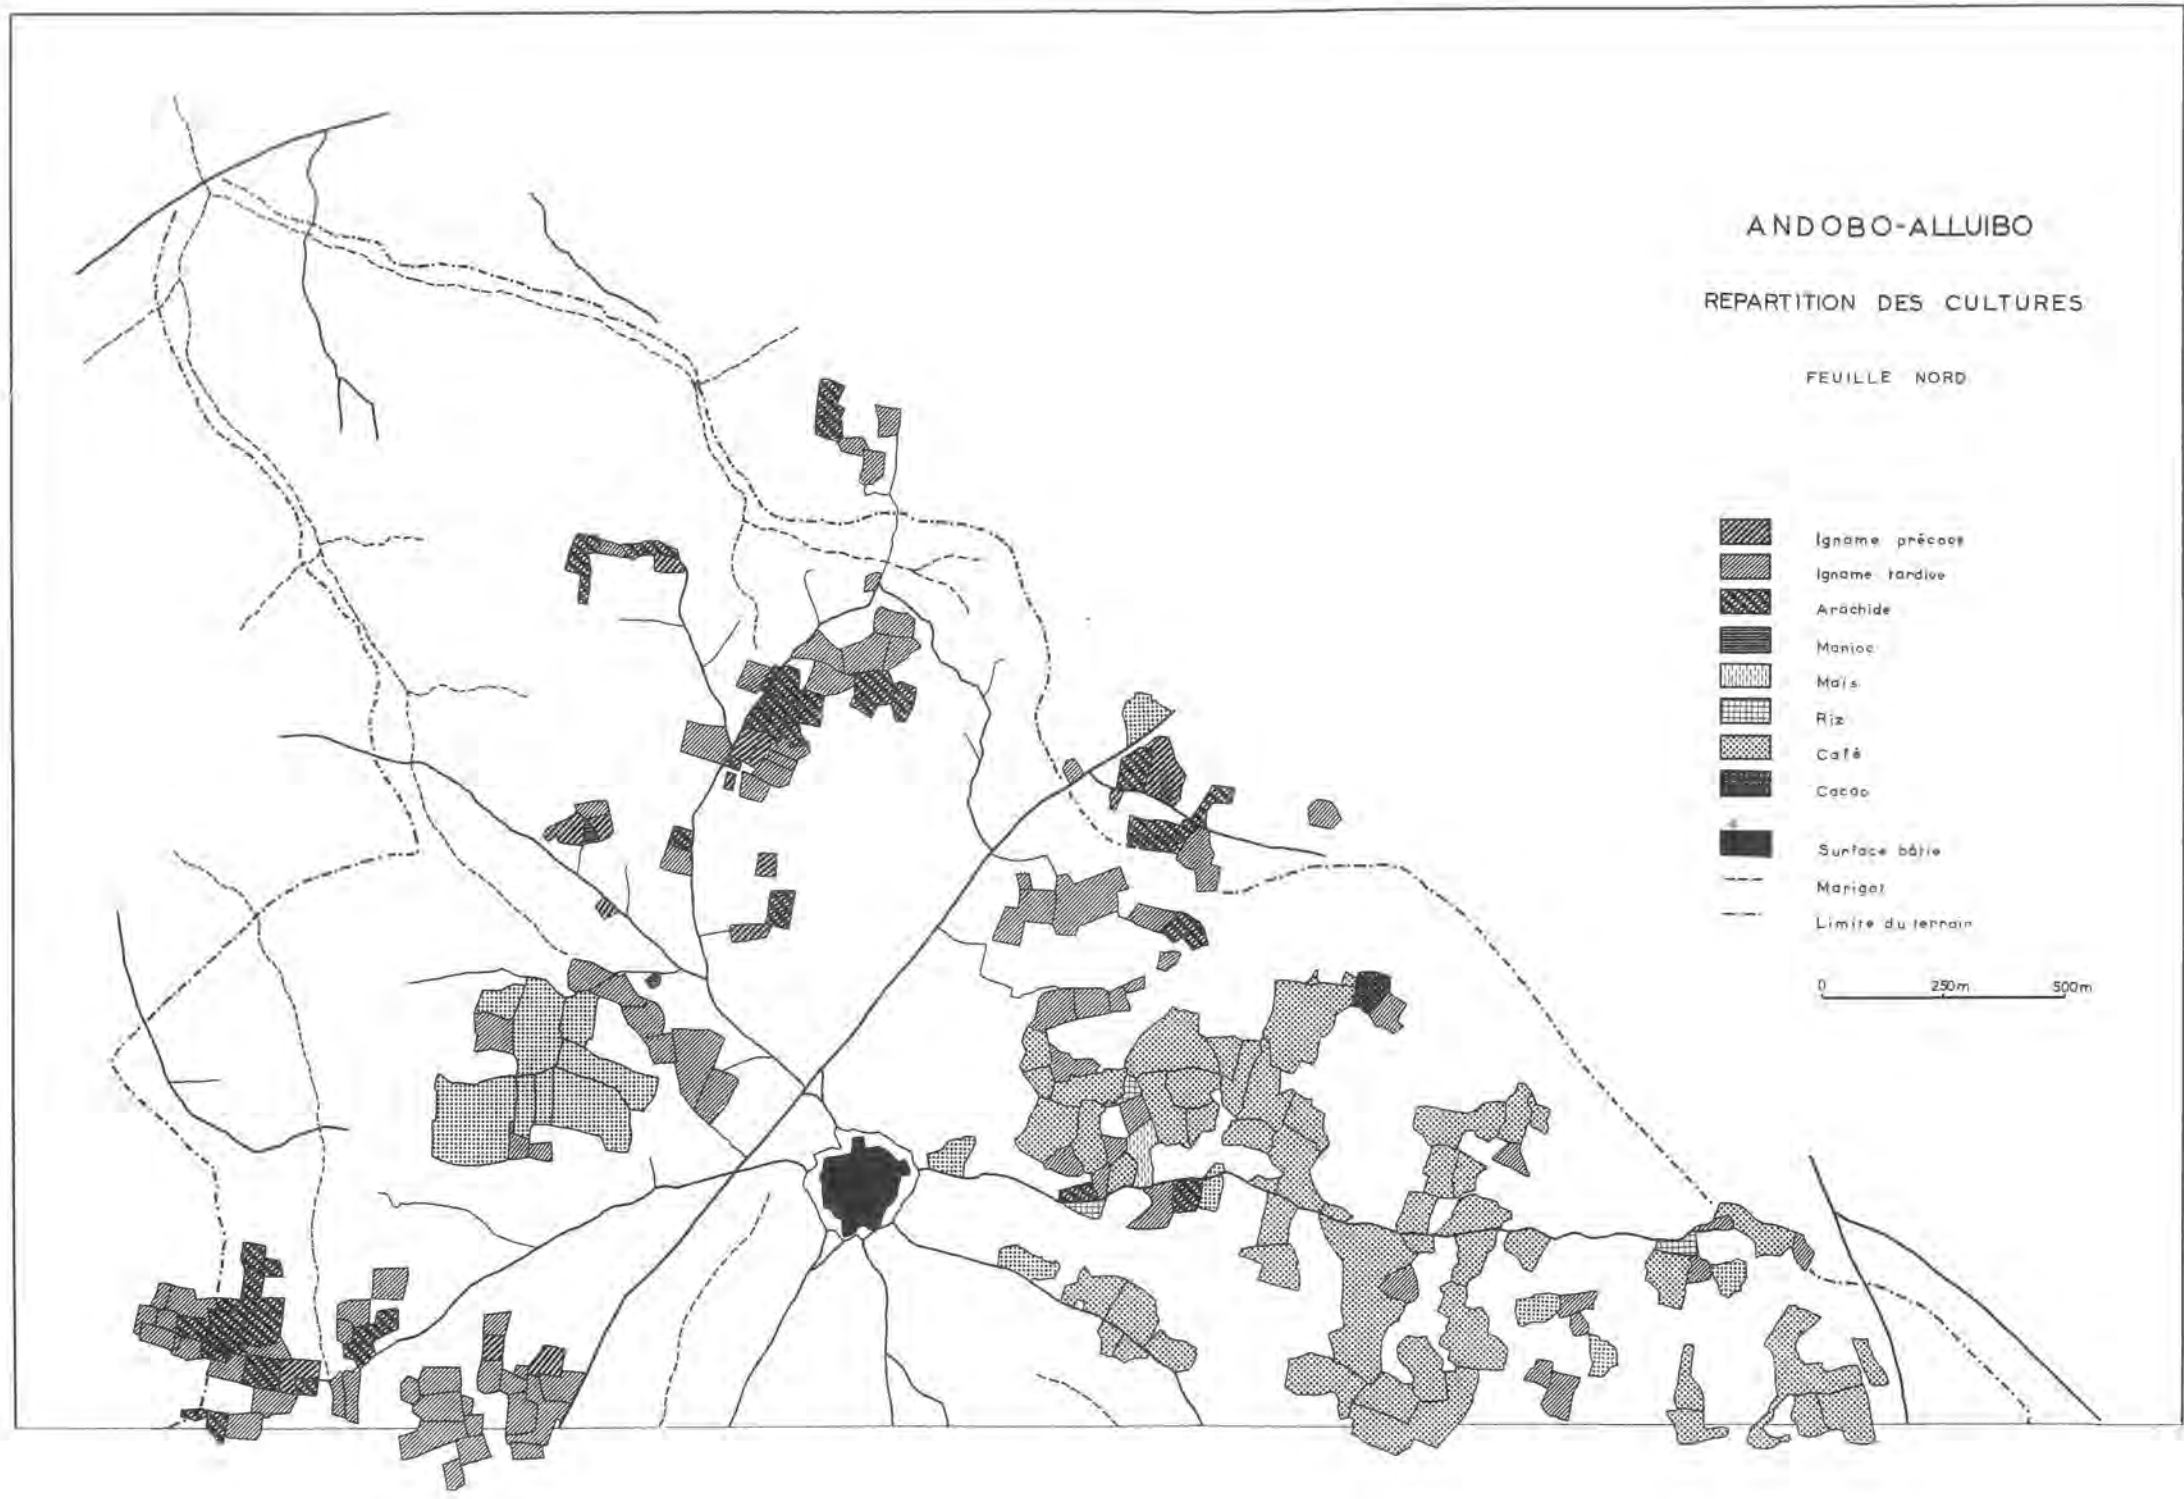 ANDOBO-ALLUIBO
REPARTITION DES CULTURES
FEUILLE NORD
Igname précoce
Igname tardive
Arachide
Manioc
Maïs
Riz
Café
Cacao
Surface bâtie
Marigot
Limite du terrain
0 250m 500m